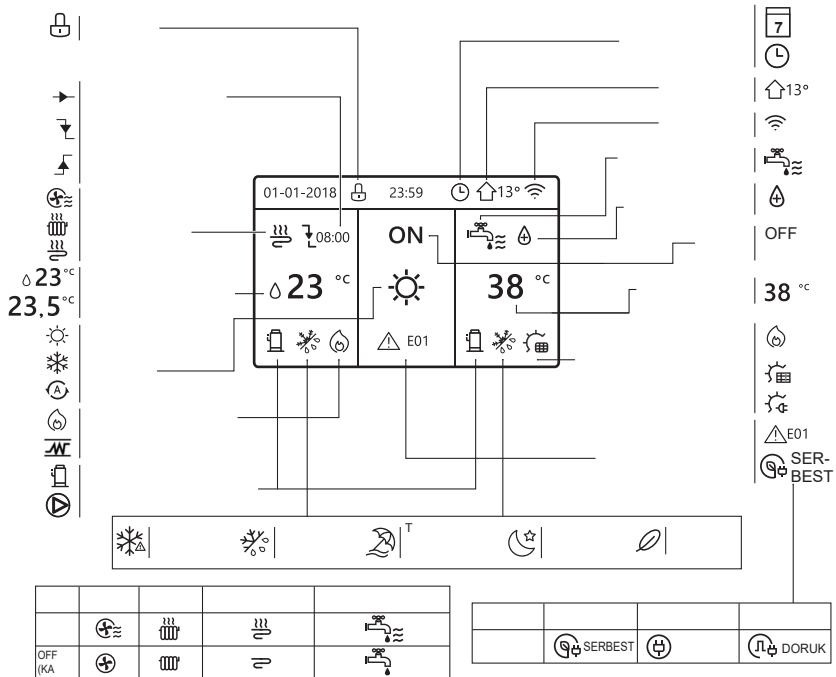 7
13°
01-01-2018 23:59 13°
08:00 ON OFF
23 °C 38 °C
23 °C
23,5 °C
38 °C
E01
A
E01
SER-
BEST
T
SERBEST DORUK
OFF
(KA